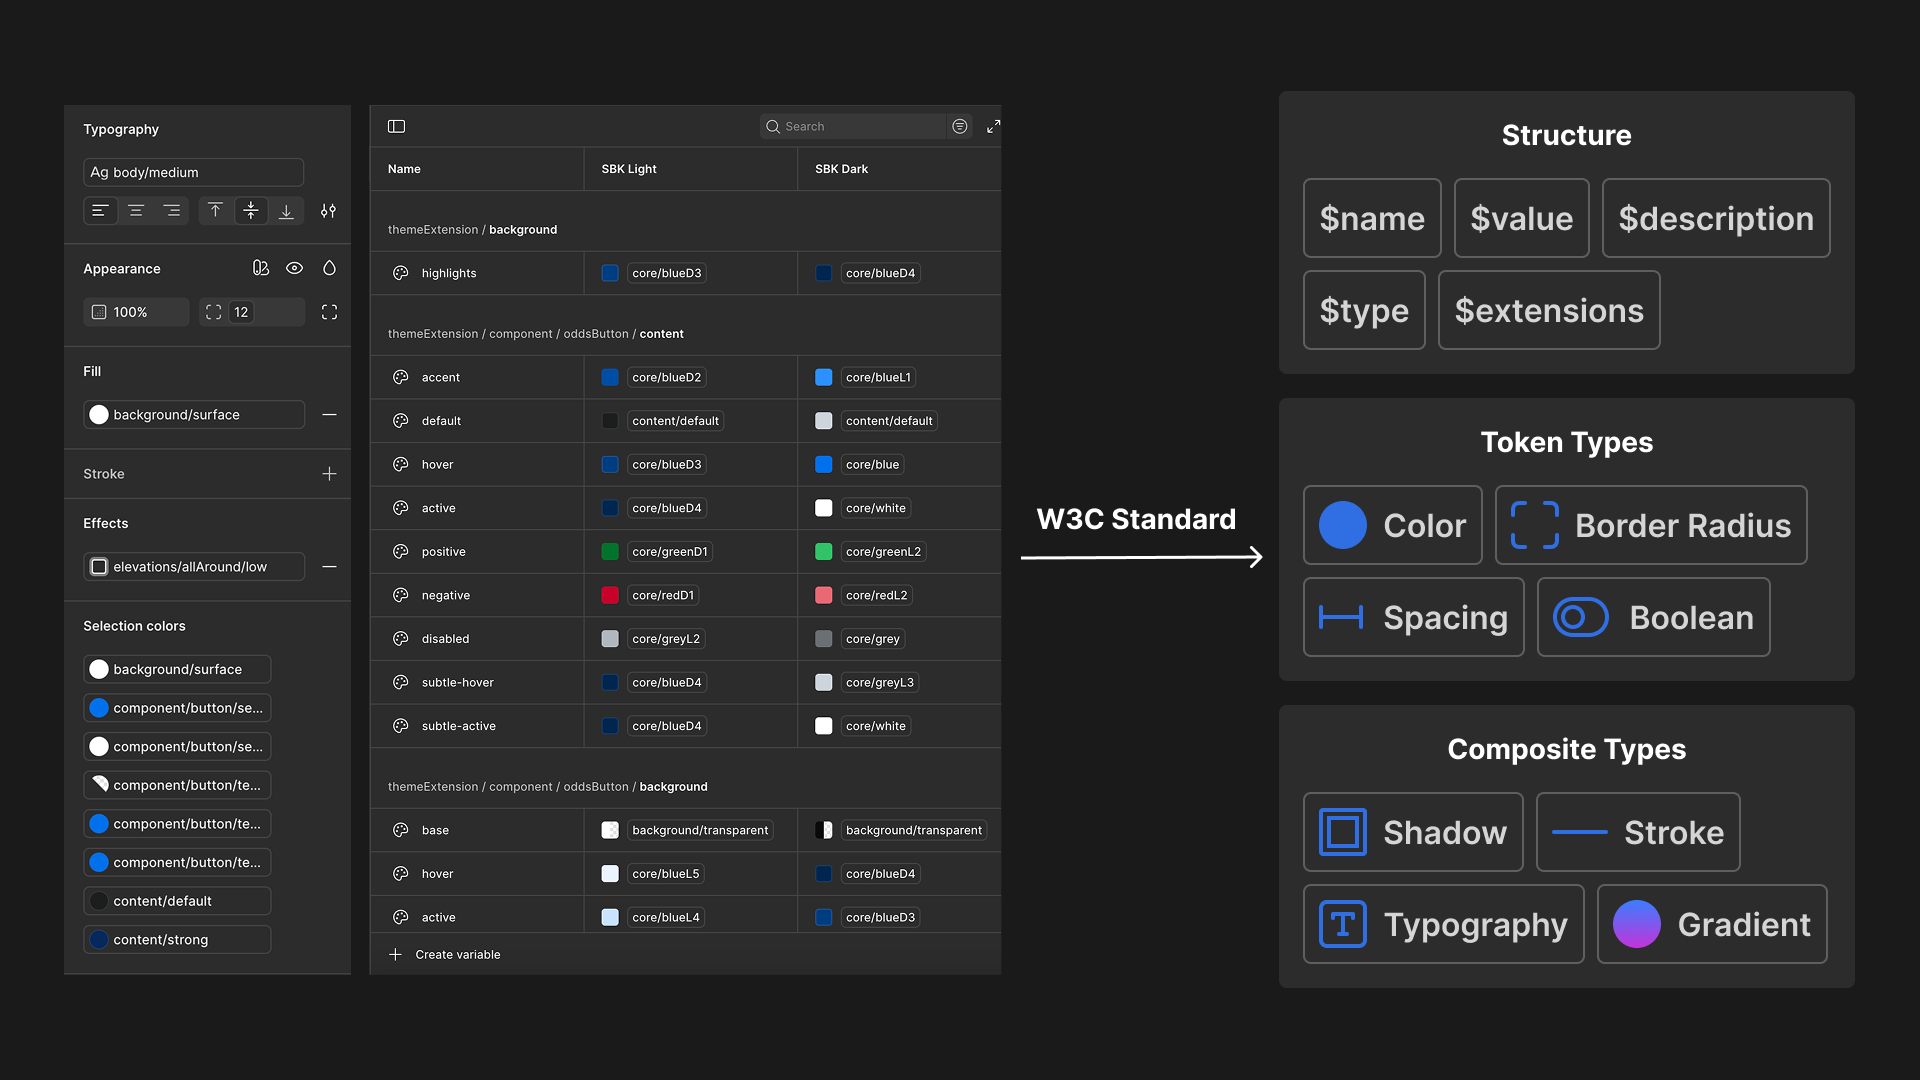 Typography
Ag body/medium
Appearance
100%
12
Fill
background/surface
Stroke
Effects
elevations/allAround/low
Selection colors
background/surface
component/button/se...
component/button/se...
component/button/te...
component/button/te...
component/button/te...
content/default
content/strong
Search
Name SBK Light SBK Dark
themeExtension / background
highlights core/blueD3 core/blueD4
themeExtension / component / oddsButton / content
accent core/blueD2 core/blueL1
default content/default content/default
hover core/blueD3 core/blue
active core/blueD4 core/white
positive core/greenD1 core/greenL2
negative core/redD1 core/redL2
disabled core/greyL2 core/grey
subtle-hover core/blueD4 core/greyL3
subtle-active core/blueD4 core/white
themeExtension / component / oddsButton / background
base background/transparent background/transparent
hover core/blueL5 core/blueD4
active core/blueL4 core/blueD3
Create variable
W3C Standard
Structure
$name $value $description
$type $extensions
Token Types
Color Border Radius
Spacing Boolean
Composite Types
Shadow Stroke
T Typography Gradient